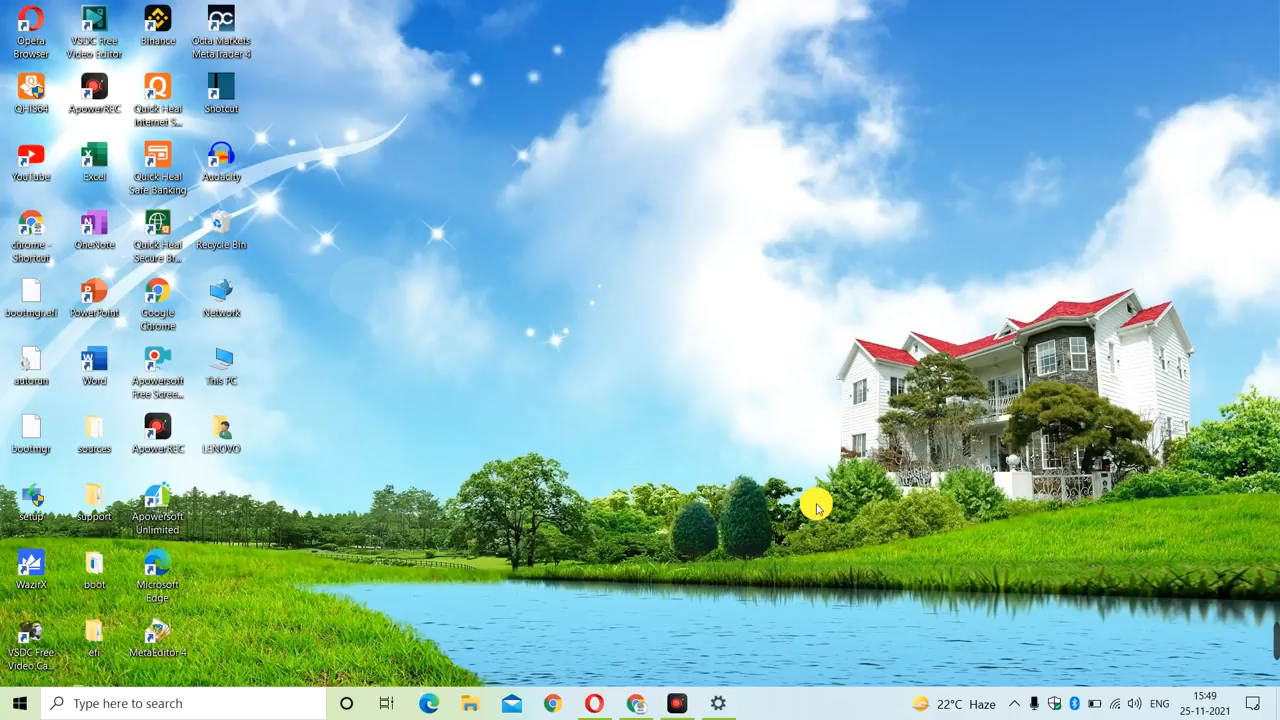 Opera
Browser
VSDC Free
Video Editor
Binance
Octa Markets
MetaTrader 4
QHIS64
ApowerREC
Quick Heal
Internet S...
Shotcut
YouTube
Excel
Quick Heal
Safe Banking
Audacity
chrome -
Shortcut
OneNote
Quick Heal
Secure Br...
Recycle Bin
bootmgr.efi
PowerPoint
Google
Chrome
Network
autorun
Word
Apowersoft
Free Scree...
This PC
bootmgr
sources
ApowerREC
LENOVO
setup
support
Apowersoft
Unlimited
WazirX
boot
Microsoft
Edge
VSDC Free
Video Ca...
efi
MetaEditor 4
Type here to search
22°C Haze
ENG
15:49
25-11-2021